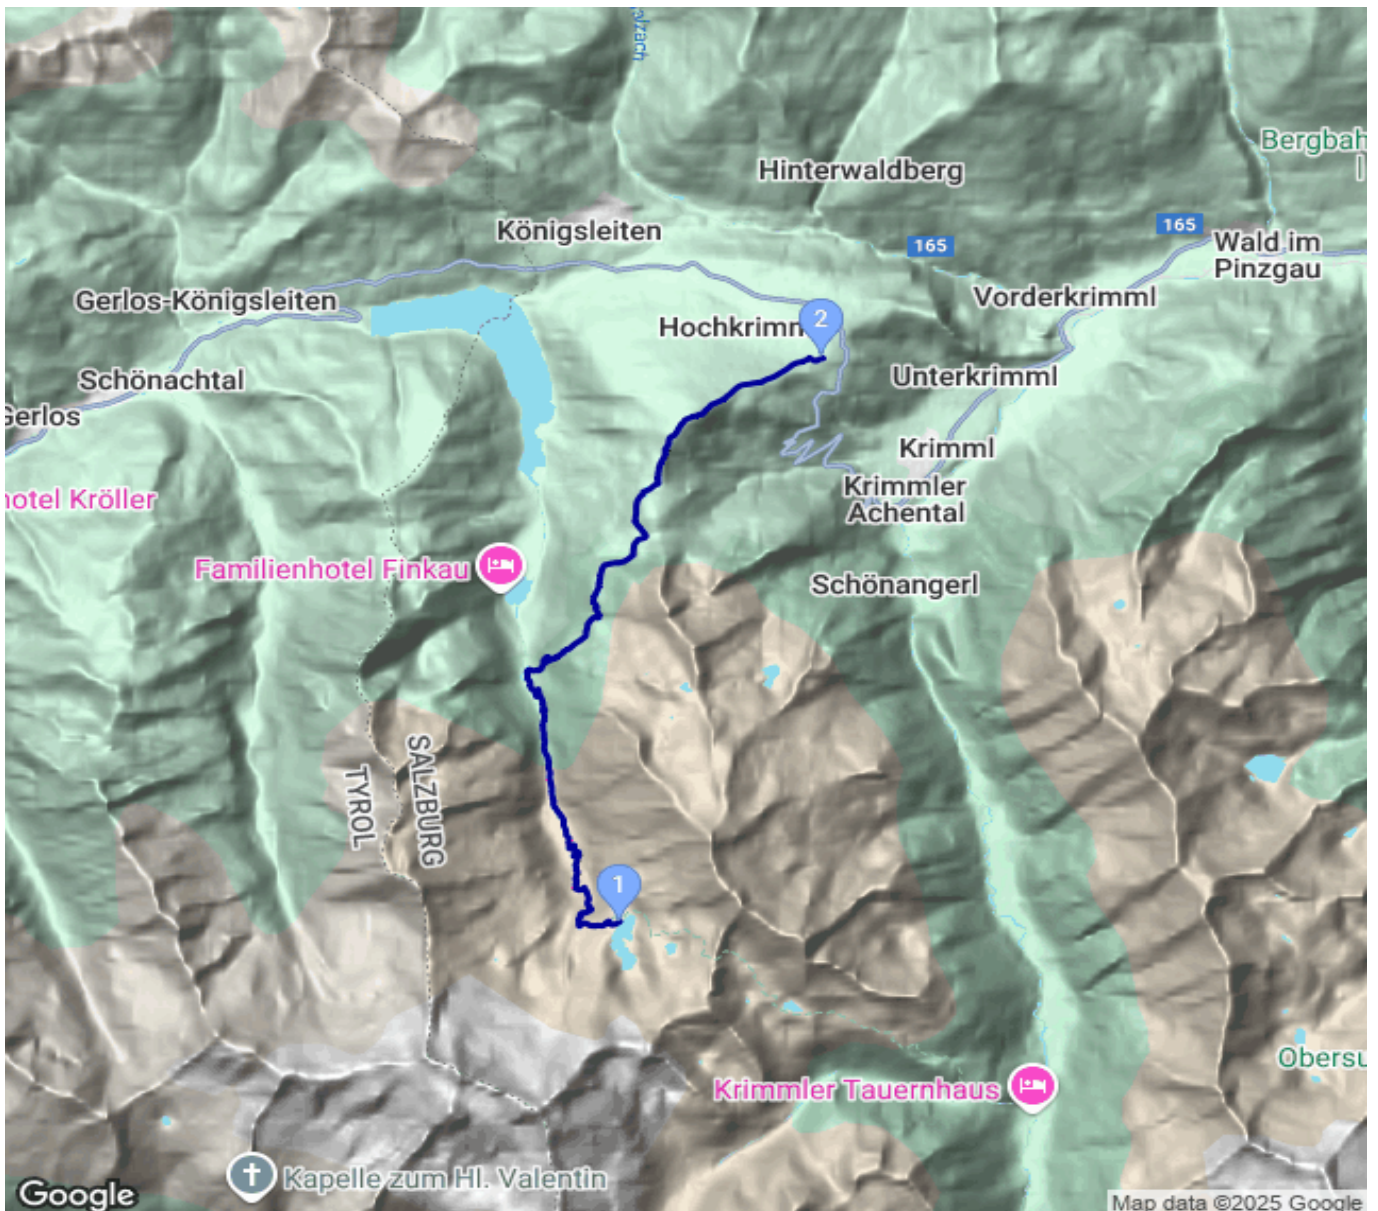 alzach
Bergbah
Hinterwaldberg
Königsleiten
165
165
Wald im
Pinzgau
Gerlos-Königsleiten
Vorderkrimml
2
Hochkrimm
Schönachtal
Unterkrimml
Gerlos
Krimml
Krimmler
Achental
hotel Kröller
Familienhotel Finkau
Schönangerl
SALZBURG
TYROL
1
Obersu
Krimmler Tauernhaus
Kapelle zum Hl. Valentin
Google
Map data ©2025 Google